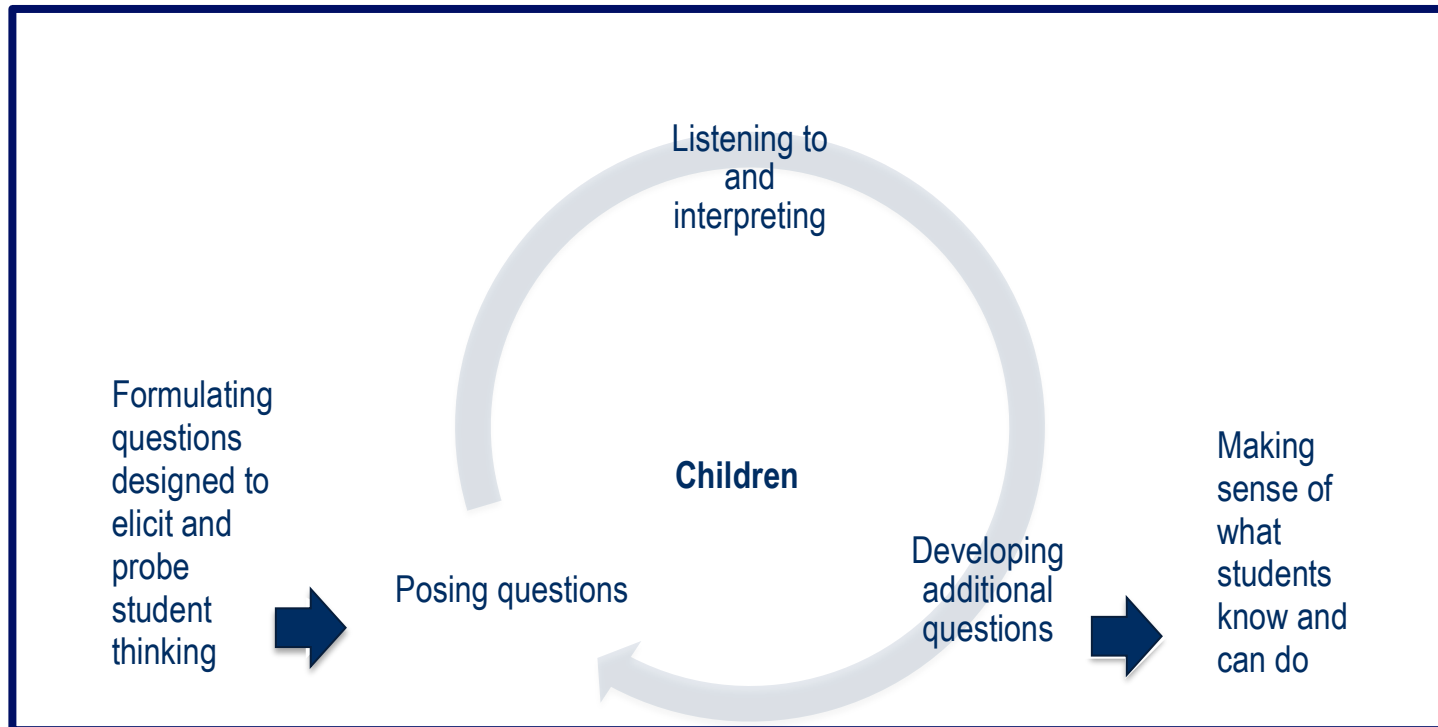 Listening to
and
interpreting
Formulating
questions
designed to
elicit and
probe
student
thinking
Children
Posing questions
Developing
additional
questions
Making
sense of
what
students
know and
can do